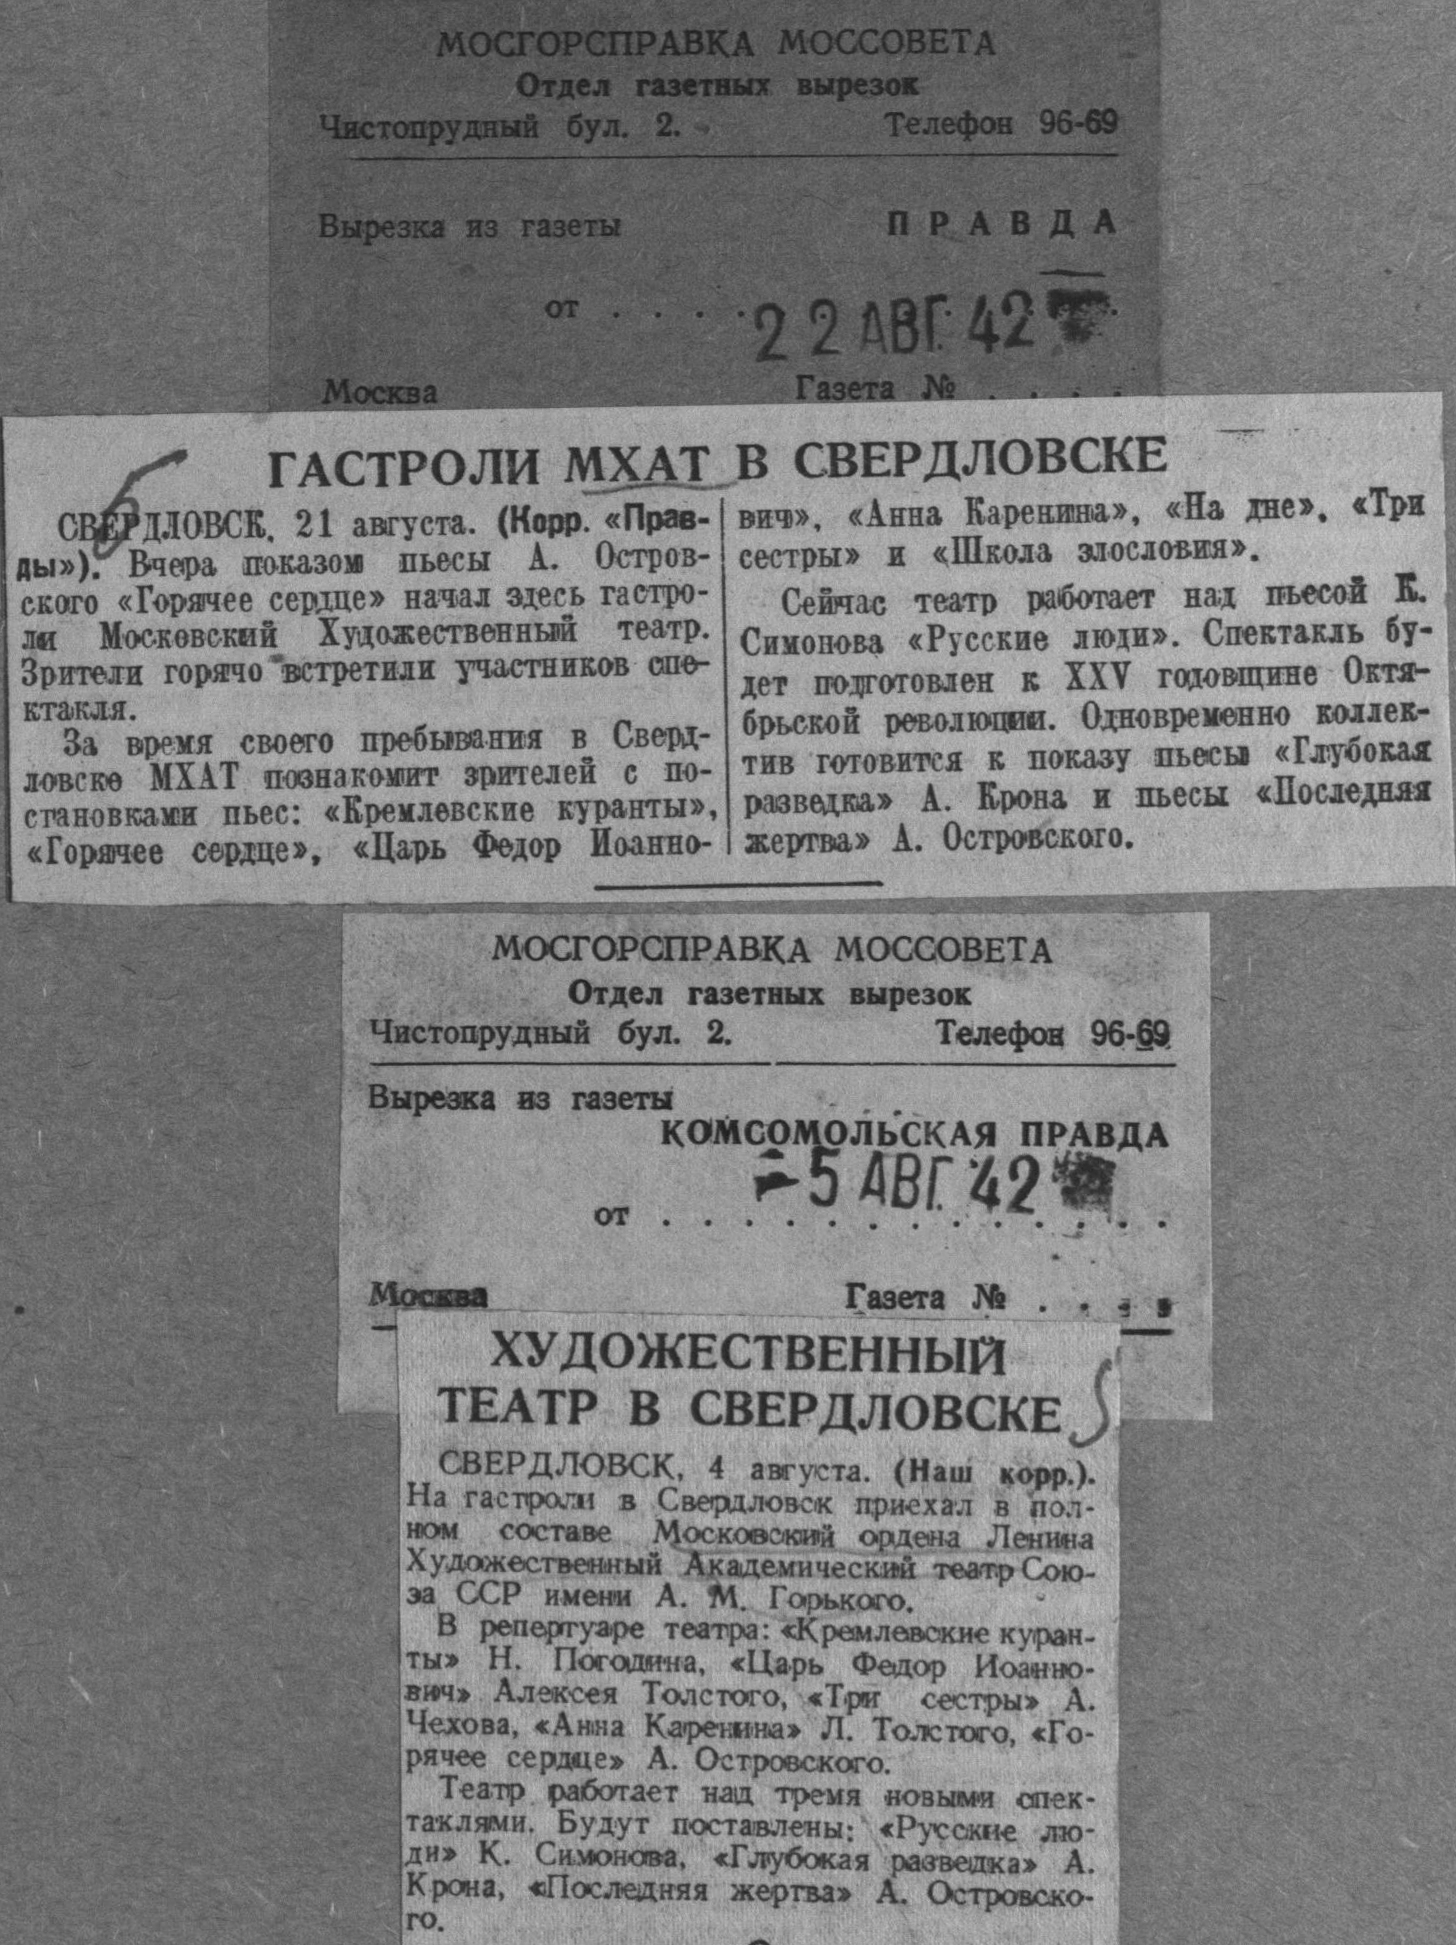 МОСГОРСПРАВКА МОССОВЕТА
Отдел газетных вырезок
Чистопрудный бул. 2. Телефон 96-69
Вырезка из газеты ПРАВДА
от . . . . 22 АВГ. 42
Москва Газета № . . . .
ГАСТРОЛИ МХАТ В СВЕРДЛОВСКЕ
6
СВЕРДЛОВСК, 21 августа. (Корр. «Прав-
ды»). Вчера показом пьесы А. Остров-
ского «Горячее сердце» начал здесь гастро-
ли Московский Художественный театр.
Зрители горячо встретили участников спе-
ктакля.
За время своего пребывания в Сверд-
ловске МХАТ познакомит зрителей с по-
становками пьес: «Кремлевские куранты»,
«Горячее сердце», «Царь Федор Иоанно-
вич», «Анна Каренина», «На дне», «Три
сестры» и «Школа злословия».
Сейчас театр работает над пьесой К.
Симонова «Русские люди». Спектакль бу-
дет подготовлен к XXV годовщине Октя-
брьской революции. Одновременно коллек-
тив готовится к показу пьесы «Глубокая
разведка» А. Крона и пьесы «Последняя
жертва» А. Островского.
МОСГОРСПРАВКА МОССОВЕТА
Отдел газетных вырезок
Чистопрудный бул. 2. Телефон 96-69
Вырезка из газеты
КОМСОМОЛЬСКАЯ ПРАВДА
-5 АВГ. 42
от . . . . . . . . . . . . .
Москва Газета № . . . .
ХУДОЖЕСТВЕННЫЙ
ТЕАТР В СВЕРДЛОВСКЕ
СВЕРДЛОВСК, 4 августа. (Наш корр.).
На гастроли в Свердловск приехал в пол-
ном составе Московский ордена Ленина
Художественный Академический театр Сою-
за ССР имени А. М. Горького.
В репертуаре театра: «Кремлевские куран-
ты» Н. Погодина, «Царь Федор Иоанно-
вич» Алексея Толстого, «Три сестры» А.
Чехова, «Анна Каренина» Л. Толстого, «Го-
рячее сердце» А. Островского.
Театр работает над тремя новыми спек-
таклями. Будут поставлены: «Русские лю-
ди» К. Симонова, «Глубокая разведка» А.
Крона, «Последняя жертва» А. Островско-
го.